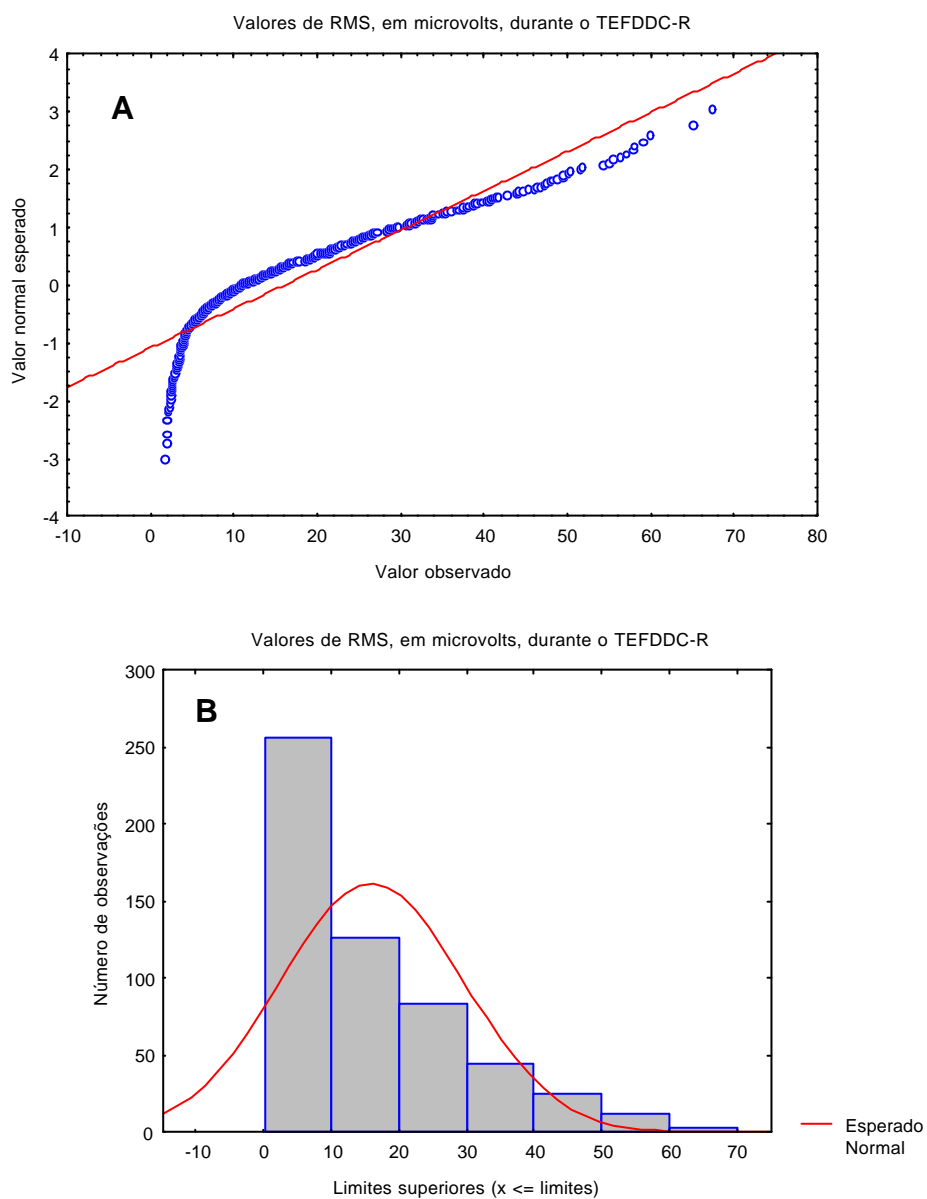 Valores de RMS, em microvolts, durante o TEFDDC-R
A
Valor normal esperado
4
3
2
1
0
-1
-2
-3
-4
-10 0 10 20 30 40 50 60 70 80
Valor observado
Valores de RMS, em microvolts, durante o TEFDDC-R
B
Número de observações
300
250
200
150
100
50
0
-10 0 10 20 30 40 50 60 70
Limites superiores (x <= limites)
Esperado
Normal